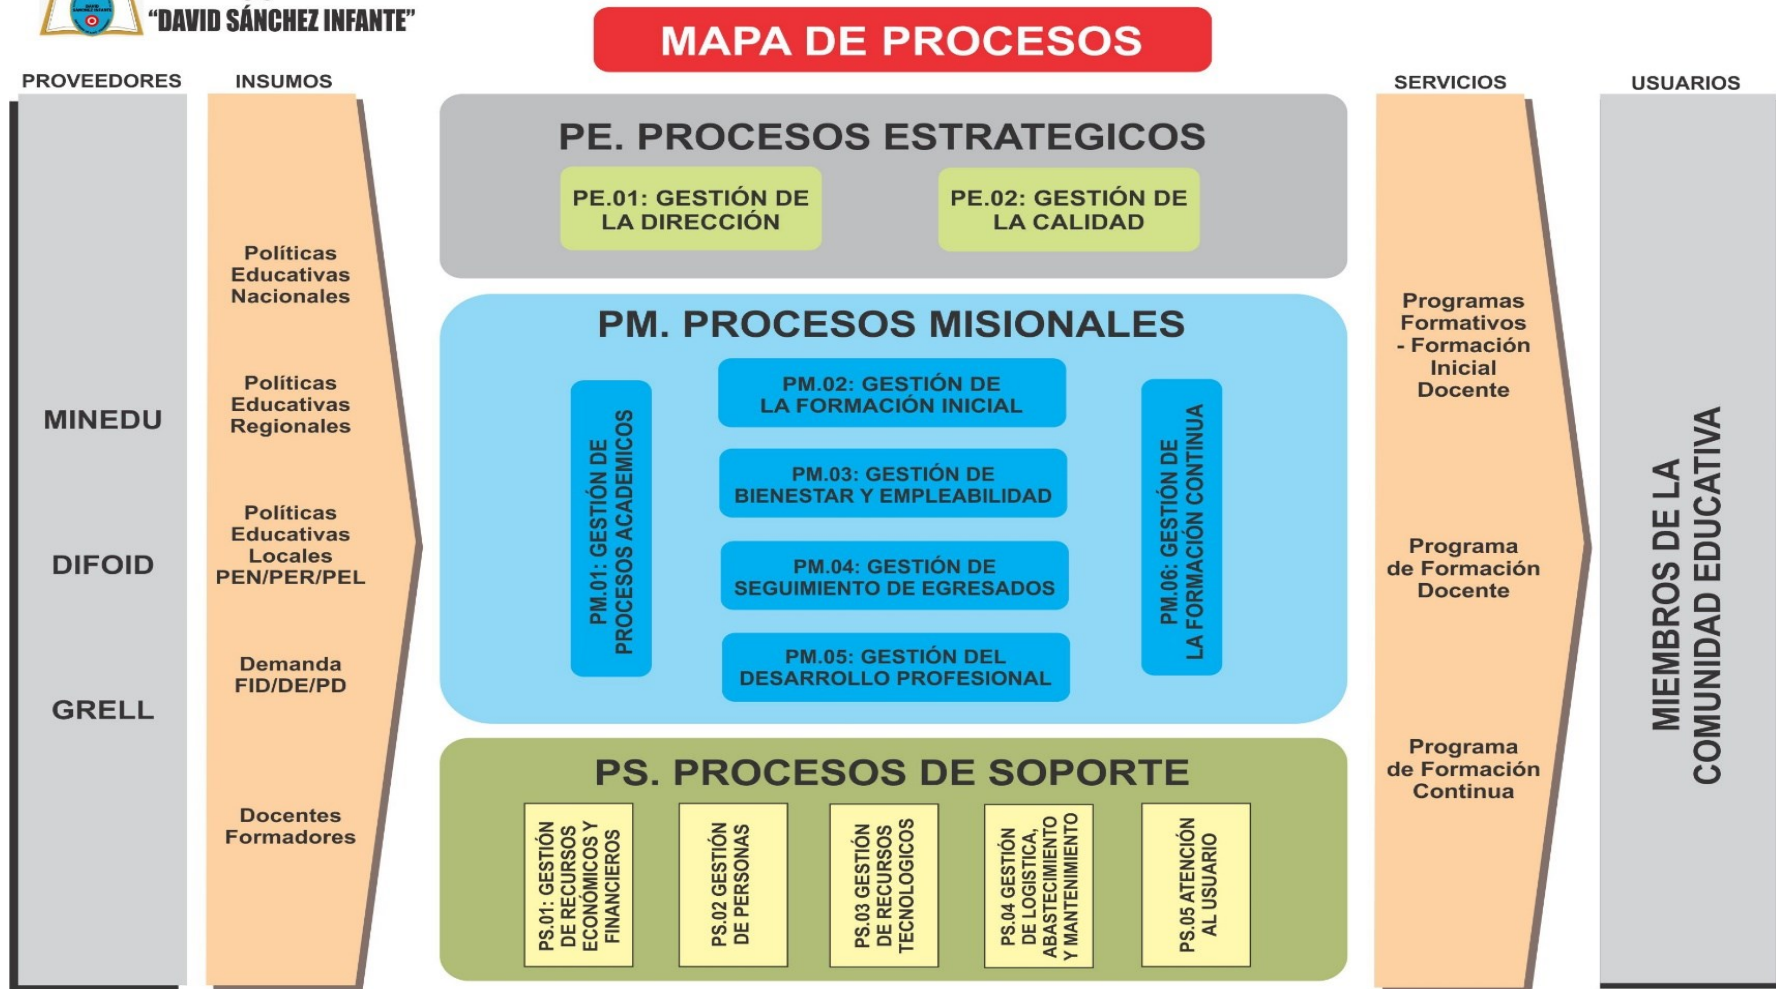 “DAVID SÁNCHEZ INFANTE”
MAPA DE PROCESOS
PROVEEDORES
MINEDU
DIFOID
GRELL
INSUMOS
Políticas
Educativas
Nacionales
Políticas
Educativas
Regionales
Políticas
Educativas
Locales
PEN/PER/PEL
Demanda
FID/DE/PD
Docentes
Formadores
PE. PROCESOS ESTRATEGICOS
PE.01: GESTIÓN DE
LA DIRECCIÓN
PE.02: GESTIÓN DE
LA CALIDAD
PM. PROCESOS MISIONALES
PM.01: GESTIÓN DE
PROCESOS ACADEMICOS
PM.02: GESTIÓN DE
LA FORMACIÓN INICIAL
PM.03: GESTIÓN DE
BIENESTAR Y EMPLEABILIDAD
PM.04: GESTIÓN DE
SEGUIMIENTO DE EGRESADOS
PM.05: GESTIÓN DEL
DESARROLLO PROFESIONAL
PM.06: GESTIÓN DE
LA FORMACIÓN CONTINUA
PS. PROCESOS DE SOPORTE
PS.01: GESTIÓN
DE RECURSOS
ECONÓMICOS Y
FINANCIEROS
PS.02 GESTIÓN
DE PERSONAS
PS.03 GESTIÓN
DE RECURSOS
TECNOLOGICOS
PS.04 GESTIÓN
DE LOGISTICA,
ABASTECIMIENTO
Y MANTENIMIENTO
PS.05 ATENCIÓN
AL USUARIO
SERVICIOS
Programas
Formativos
- Formación
Inicial
Docente
Programa
de Formación
Docente
Programa
de Formación
Continua
USUARIOS
MIEMBROS DE LA
COMUNIDAD EDUCATIVA